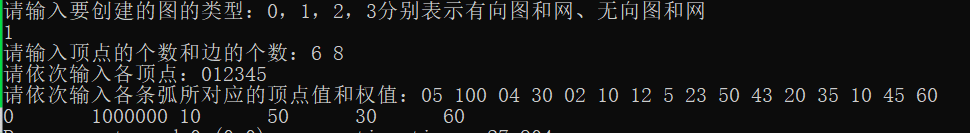 请输入要创建的图的类型：0，1，2，3分别表示有向图和网、无向图和网
1
请输入顶点的个数和边的个数：6 8
请依次输入各顶点：012345
请依次输入各条弧所对应的顶点值和权值：05 100 04 30 02 10 12 5 23 50 43 20 35 10 45 60
0 1000000 10 50 30 60